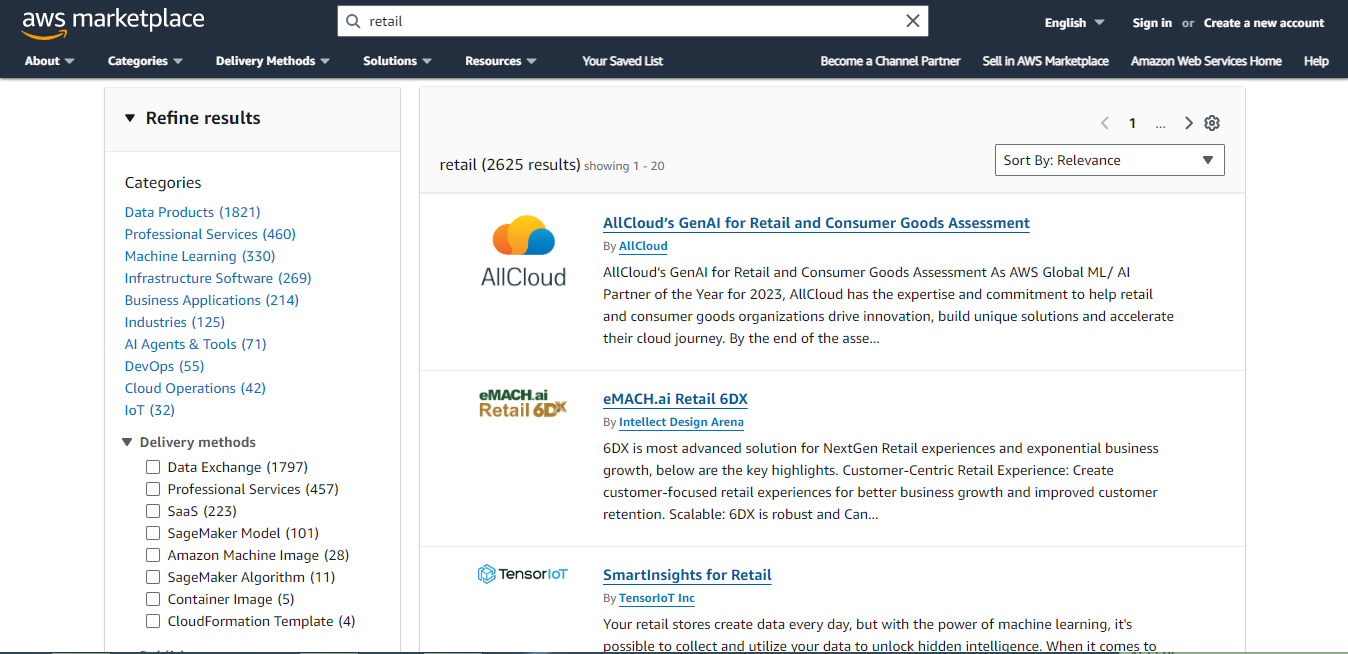 aws marketplace
retail
English
Sign in or Create a new account
About
Categories
Delivery Methods
Solutions
Resources
Your Saved List
Become a Channel Partner
Sell in AWS Marketplace
Amazon Web Services Home
Help
Refine results
Categories
Data Products (1821)
Professional Services (460)
Machine Learning (330)
Infrastructure Software (269)
Business Applications (214)
Industries (125)
AI Agents & Tools (71)
DevOps (55)
Cloud Operations (42)
IoT (32)
Delivery methods
Data Exchange (1797)
Professional Services (457)
SaaS (223)
SageMaker Model (101)
Amazon Machine Image (28)
SageMaker Algorithm (11)
Container Image (5)
CloudFormation Template (4)
1 ...
retail (2625 results) showing 1 - 20
Sort By: Relevance
AllCloud
AllCloud’s GenAI for Retail and Consumer Goods Assessment
By AllCloud
AllCloud’s GenAI for Retail and Consumer Goods Assessment As AWS Global ML/ AI
Partner of the Year for 2023, AllCloud has the expertise and commitment to help retail
and consumer goods organizations drive innovation, build unique solutions and accelerate
their cloud journey. By the end of the asse...
eMACH.ai
Retail 6DX
eMACH.ai Retail 6DX
By Intellect Design Arena
6DX is most advanced solution for NextGen Retail experiences and exponential business
growth, below are the key highlights. Customer-Centric Retail Experience: Create
customer-focused retail experiences for better business growth and improved customer
retention. Scalable: 6DX is robust and Can...
TensorIoT
SmartInsights for Retail
By TensorIoT Inc
Your retail stores create data every day, but with the power of machine learning, it's
possible to collect and utilize your data to unlock hidden intelligence. When it comes to